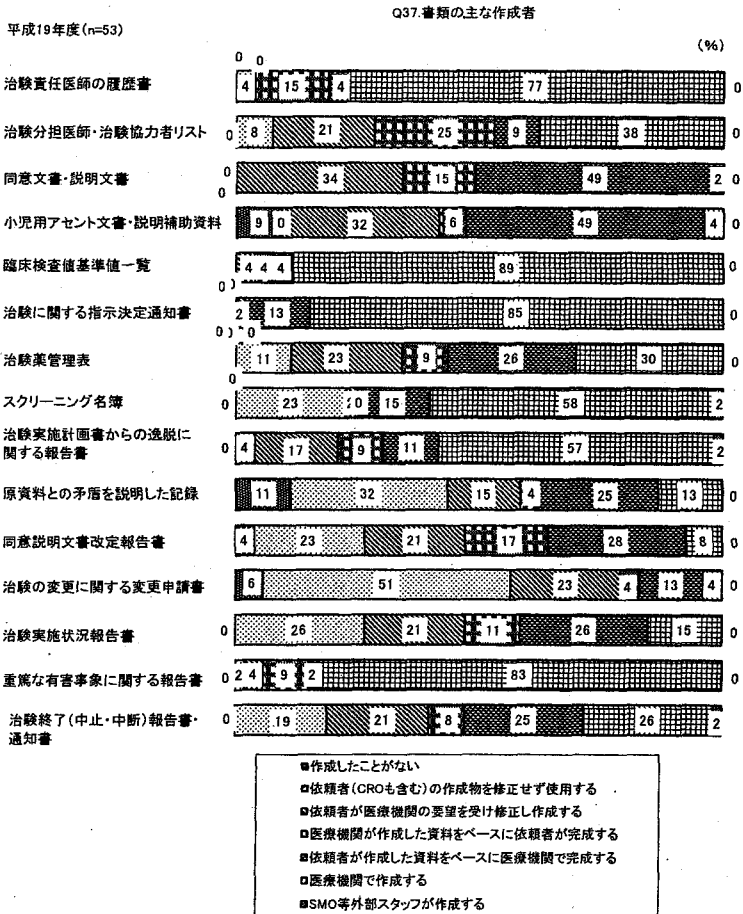 Q37.書類の主な作成者
平成19年度(n=53)
(%)
0 0
治験責任医師の履歴書 4 15 4 77 0
治験分担医師・治験協力者リスト 0 8 21 25 9 38 0
同意文書・説明文書 0 0 34 15 49 2 0
小児用アセント文書・説明補助資料 9 0 32 6 49 4 0
臨床検査値基準値一覧 4 4 4 89 0
0)
治験に関する指示決定通知書 2 13 85 0
0) 0
治験薬管理表 11 23 9 26 30 0
0
スクリーニング名簿 0 23 2 0 15 58 2
治験実施計画書からの逸脱に
関する報告書 0 4 17 9 11 57 2
原資料との矛盾を説明した記録 11 32 15 4 25 13 0
同意説明文書改定報告書 4 23 21 17 28 8 0
治験の変更に関する変更申請書 6 51 23 4 13 4 0
治験実施状況報告書 0 26 21 11 26 15 0
重篤な有害事象に関する報告書 0 2 4 9 2 83 0
治験終了(中止・中断)報告書・
通知書 0 19 21 8 25 26 2
作成したことがない
依頼者(CROも含む)の作成物を修正せず使用する
依頼者が医療機関の要望を受け修正し作成する
医療機関が作成した資料をベースに依頼者が完成する
依頼者が作成した資料をベースに医療機関で完成する
医療機関で作成する
SMO等外部スタッフが作成する